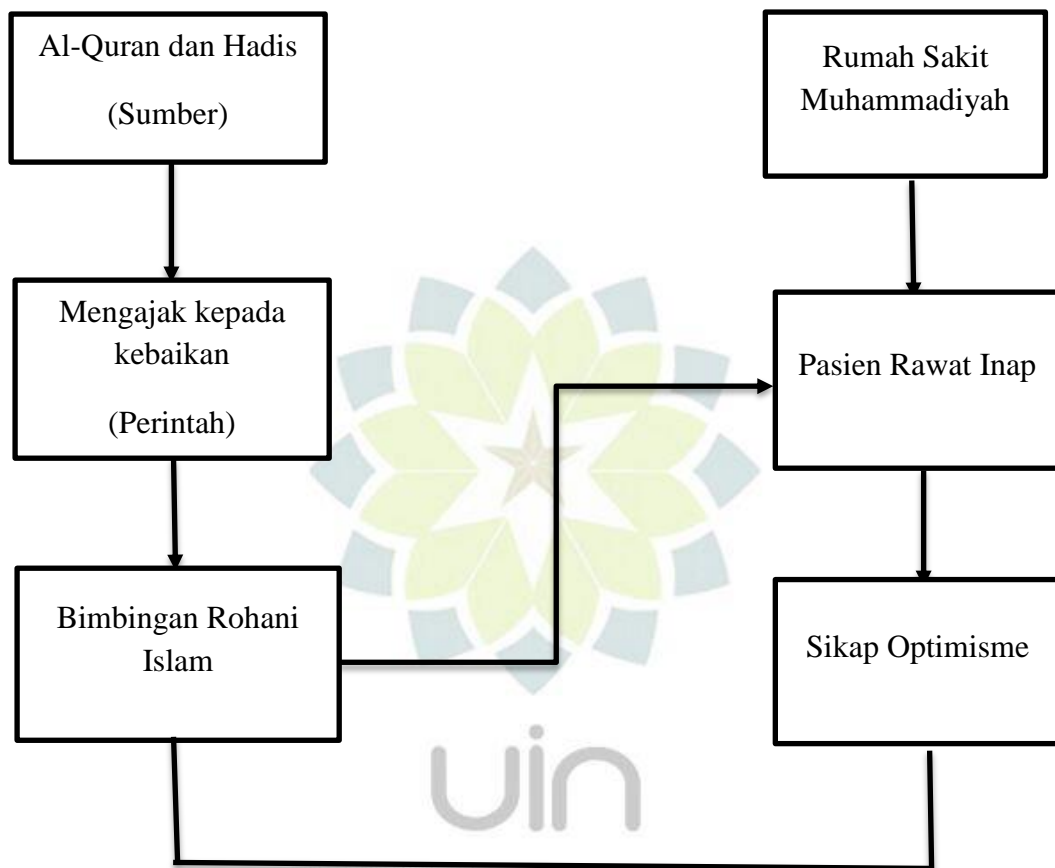 Al-Quran dan Hadis
(Sumber)
Rumah Sakit
Muhammadiyah
Mengajak kepada
kebaikan
(Perintah)
Pasien Rawat Inap
Bimbingan Rohani
Islam
Sikap Optimisme
uin